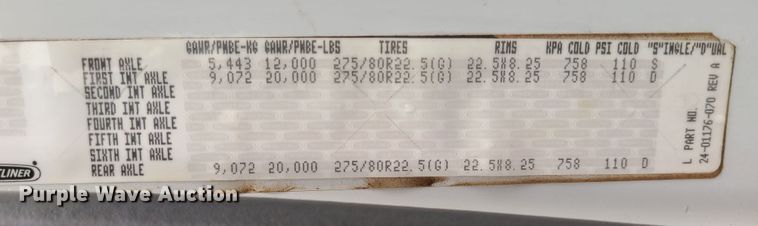 GAWR/PNBE-KG GAWR/PNBE-LBS TIRES RIMS KPA COLD PSI COLD "S"INGLE/"D"UAL
FRONT AXLE 5,443 12,000 275/80R22.5(G) 22.5X8.25 758 110 S
FIRST INT AXLE 9,072 20,000 275/80R22.5(G) 22.5X8.25 758 110 D
SECOND INT AXLE
THIRD INT AXLE
FOURTH INT AXLE
FIFTH INT AXLE
SIXTH INT AXLE
REAR AXLE 9,072 20,000 275/80R22.5(G) 22.5X8.25 758 110 D
L PART NO.
24-01176-070 REV A
TLINER
Purple Wave Auction